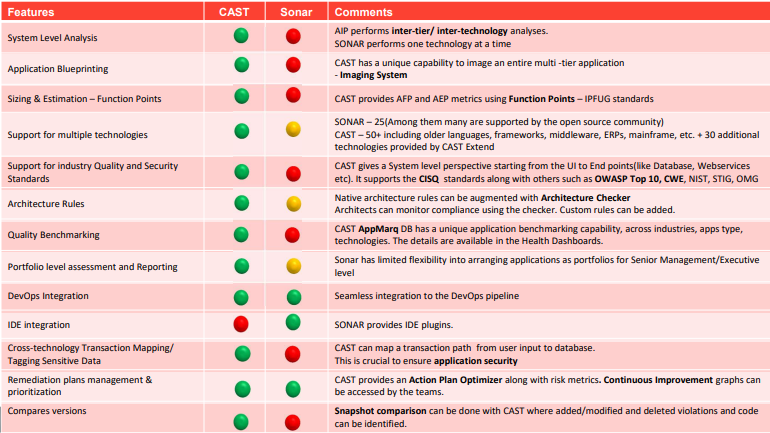 Features CAST Sonar Comments
System Level Analysis
AIP performs inter-tier/ inter-technology analyses.
SONAR performs one technology at a time
Application Blueprinting
CAST has a unique capability to image an entire multi -tier application
- Imaging System
Sizing & Estimation – Function Points
CAST provides AFP and AEP metrics using Function Points – IPFUG standards
Support for multiple technologies
SONAR – 25(Among them many are supported by the open source community)
CAST – 50+ including older languages, frameworks, middleware, ERPs, mainframe, etc. + 30 additional
technologies provided by CAST Extend
Support for industry Quality and Security
Standards
CAST gives a System level perspective starting from the UI to End points(like Database, Webservices
etc). It supports the CISQ standards along with others such as OWASP Top 10, CWE, NIST, STIG, OMG
Architecture Rules
Native architecture rules can be augmented with Architecture Checker
Architects can monitor compliance using the checker. Custom rules can be added.
Quality Benchmarking
CAST AppMarq DB has a unique application benchmarking capability, across industries, apps type,
technologies. The details are available in the Health Dashboards.
Portfolio level assessment and Reporting
Sonar has limited flexibility into arranging applications as portfolios for Senior Management/Executive
level
DevOps Integration
Seamless integration to the DevOps pipeline
IDE integration
SONAR provides IDE plugins.
Cross-technology Transaction Mapping/
Tagging Sensitive Data
CAST can map a transaction path from user input to database.
This is crucial to ensure application security
Remediation plans management &
prioritization
CAST provides an Action Plan Optimizer along with risk metrics. Continuous Improvement graphs can
be accessed by the teams.
Compares versions
Snapshot comparison can be done with CAST where added/modified and deleted violations and code
can be identified.